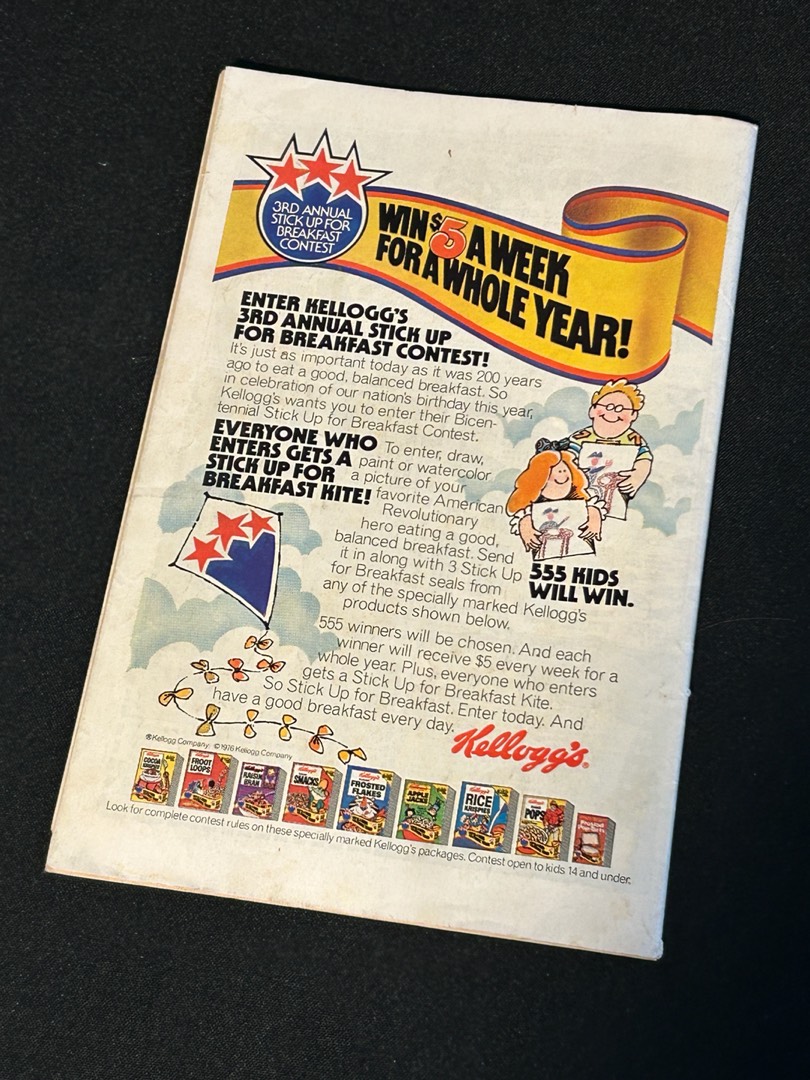 3RD ANNUAL
STICK UP FOR
BREAKFAST
CONTEST
WIN $5 A WEEK
FOR A WHOLE YEAR!
ENTER KELLOGG'S
3RD ANNUAL STICK UP
FOR BREAKFAST CONTEST!
It's just as important today as it was 200 years
ago to eat a good, balanced breakfast. So
in celebration of our nation's birthday this year,
Kellogg's wants you to enter their Bicen-
tennial Stick Up for Breakfast Contest.
EVERYONE WHO
ENTERS GETS A
STICK UP FOR
BREAKFAST KITE!
To enter, draw,
paint or watercolor
a picture of your
favorite American
Revolutionary
hero eating a good,
balanced breakfast. Send
it in along with 3 Stick Up
for Breakfast seals from
any of the specially marked Kellogg's
products shown below.
555 KIDS
WILL WIN.
555 winners will be chosen. And each
winner will receive $5 every week for a
whole year. Plus, everyone who enters
gets a Stick Up for Breakfast Kite.
So Stick Up for Breakfast. Enter today. And
have a good breakfast every day.
Kellogg's®
® Kellogg Company © 1976 Kellogg Company
COCOA
KRISPIES
FROOT
LOOPS
RAISIN
BRAN
SMACKS
FROSTED
FLAKES
APPLE
JACKS
RICE
KRISPIES
POPS
Pop-Tarts
Look for complete contest rules on these specially marked Kellogg's packages. Contest open to kids 14 and under.